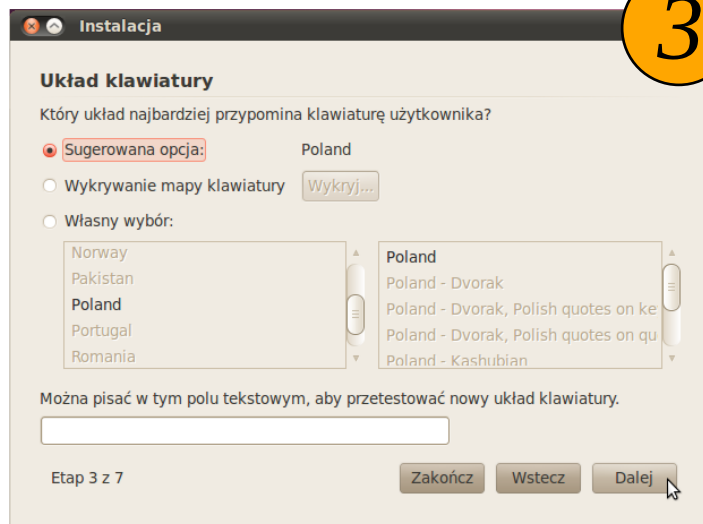 3
Instalacja
Układ klawiatury
Który układ najbardziej przypomina klawiaturę użytkownika?
Sugerowana opcja: Poland
Wykrywanie mapy klawiatury Wykryj...
Własny wybór:
Norway
Pakistan
Poland
Portugal
Romania
Poland
Poland - Dvorak
Poland - Dvorak, Polish quotes on ke
Poland - Dvorak, Polish quotes on qu
Poland - Kashubian
Można pisać w tym polu tekstowym, aby przetestować nowy układ klawiatury.
Etap 3 z 7 Zakończ Wstecz Dalej